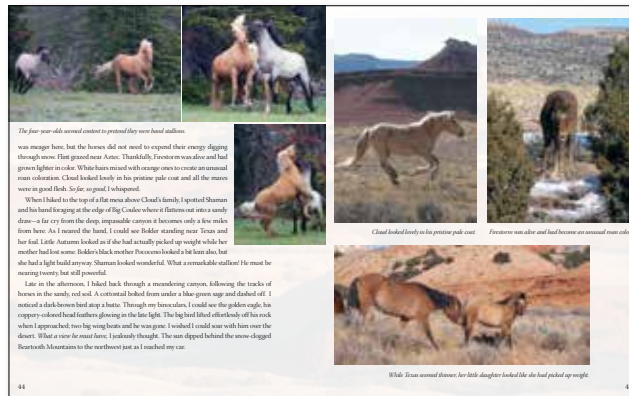 The four-year-olds seemed content to pretend they were band stallions.
was meager here, but the horses did not need to expend their energy digging
through snow. Flint grazed near Aztec. Thankfully, Firestorm was alive and had
grown lighter in color. White hairs mixed with orange ones to create an unusual
roan coloration. Cloud looked lovely in his pristine pale coat and all the mares
were in good flesh. So far, so good, I whispered.
When I hiked to the top of a flat mesa above Cloud's family, I spotted Shaman
and his band foraging at the edge of Big Coulee where it flattens out into a sandy
draw—a far cry from the deep, impassable canyon it becomes only a few miles
from here. As I neared the band, I could see Bolder standing near Texas and
her foal. Little Autumn looked as if she had actually picked up weight while her
mother had lost some. Bolder's black mother Pococeno looked a bit lean also, but
she had a light build anyway. Shaman looked wonderful. What a remarkable stallion! He must be
nearing twenty, but still powerful.
Late in the afternoon, I hiked back through a meandering canyon, following the tracks of
horses in the sandy, red soil. A cottontail bolted from under a blue-green sage and dashed off. I
noticed a dark-brown bird atop a butte. Through my binoculars, I could see the golden eagle, his
coppery-colored head feathers glowing in the late light. The big bird lifted effortlessly off his rock
when I approached; two big wing beats and he was gone. I wished I could soar with him over the
desert. What a view he must have, I jealously thought. The sun dipped behind the snow-clogged
Beartooth Mountains to the northwest just as I reached my car.
44
Cloud looked lovely in his pristine pale coat.
Firestorm was alive and had become an unusual roan colo
While Texas seemed thinner, her little daughter looked like she had picked up weight.
4